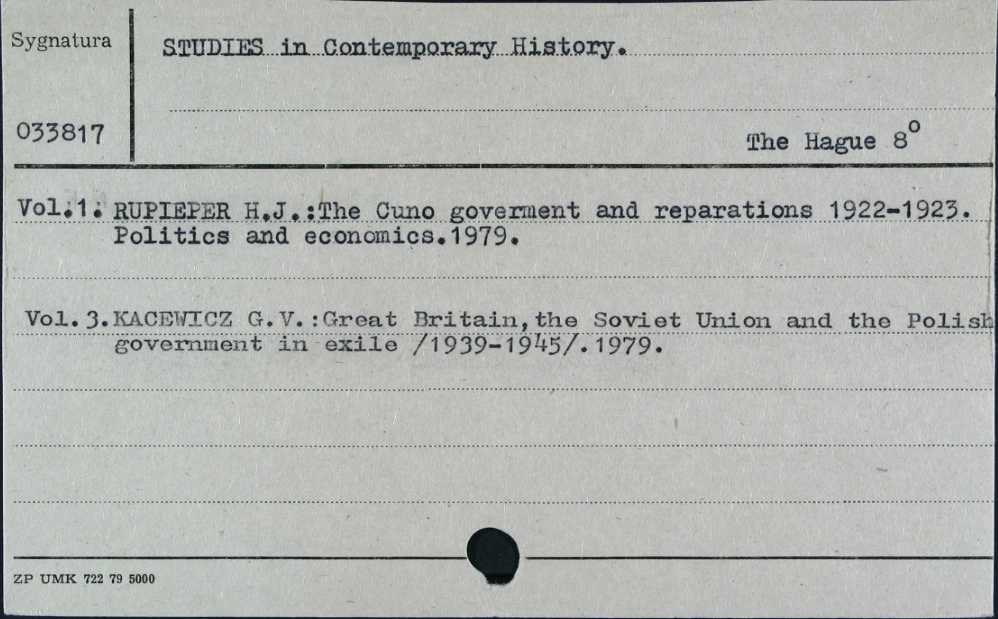 Sygnatura
STUDIES in Contemporary History.
033817
The Hague 8°
Vol.1. RUPIEPER H.J.:The Cuno goverment and reparations 1922-1923.
Politics and economics.1979.
Vol.3.KACEWICZ G.V.:Great Britain,the Soviet Union and the Polish
government in exile /1939-1945/.1979.
ZP UMK 722 79 5000